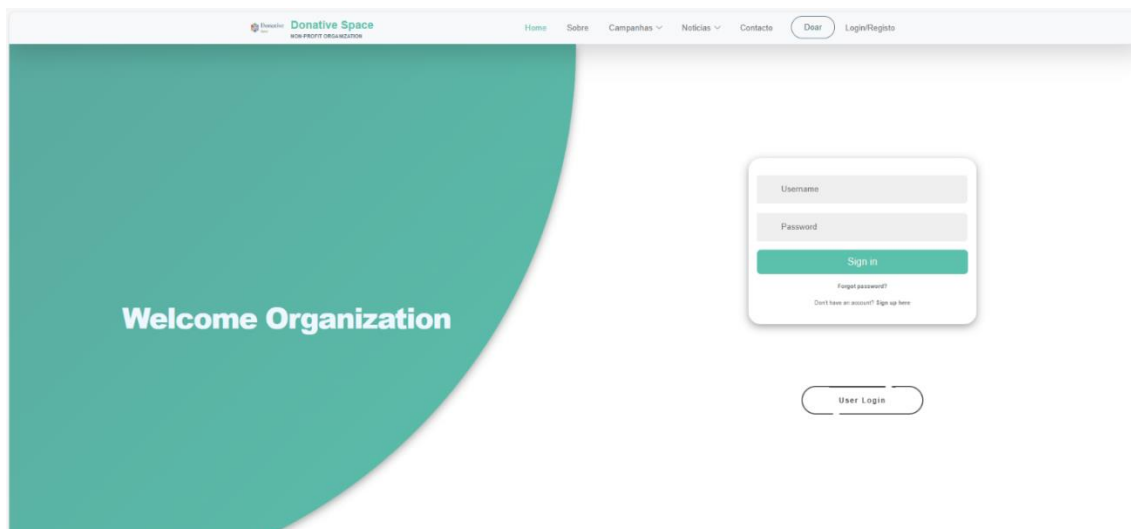 Donative Space
NON-PROFIT ORGANIZATION
Home Sobre Campanhas Notícias Contacto Doar Login/Registo
Username
Password
Sign in
Forgot password?
Don't have an account? Sign up here
Welcome Organization
User Login